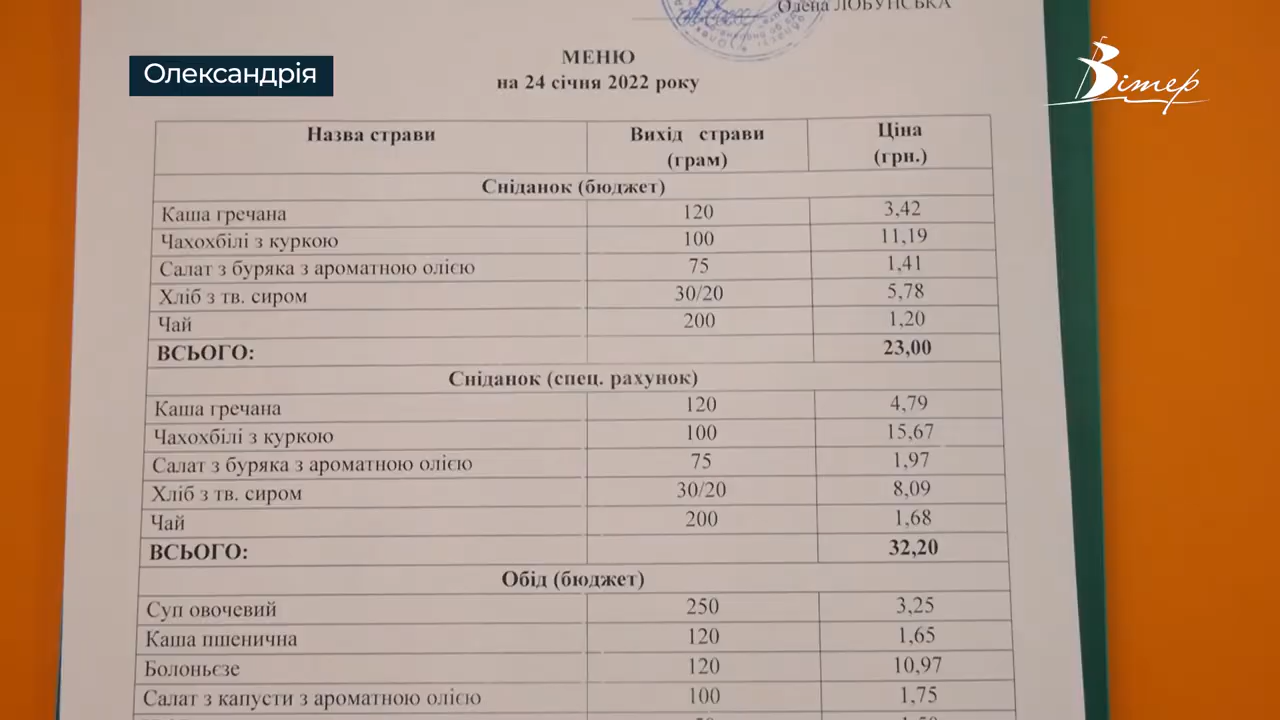 Олена ЛОБУНСЬКА
Олександрія
Вітер
МЕНЮ
на 24 січня 2022 року
Назва страви Вихід страви (грам) Ціна (грн.)
Сніданок (бюджет)
Каша гречана 120 3,42
Чахохбілі з куркою 100 11,19
Салат з буряка з ароматною олією 75 1,41
Хліб з тв. сиром 30/20 5,78
Чай 200 1,20
ВСЬОГО: 23,00
Сніданок (спец. рахунок)
Каша гречана 120 4,79
Чахохбілі з куркою 100 15,67
Салат з буряка з ароматною олією 75 1,97
Хліб з тв. сиром 30/20 8,09
Чай 200 1,68
ВСЬОГО: 32,20
Обід (бюджет)
Суп овочевий 250 3,25
Каша пшенична 120 1,65
Болоньєзе 120 10,97
Салат з капусти з ароматною олією 100 1,75